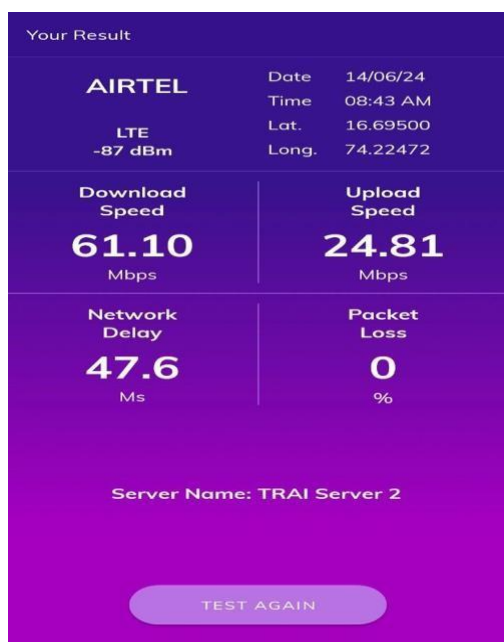 Your Result
AIRTEL
LTE
-87 dBm
Date 14/06/24
Time 08:43 AM
Lat. 16.69500
Long. 74.22472
Download
Speed
61.10
Mbps
Upload
Speed
24.81
Mbps
Network
Delay
47.6
Ms
Packet
Loss
0
%
Server Name: TRAI Server 2
TEST AGAIN